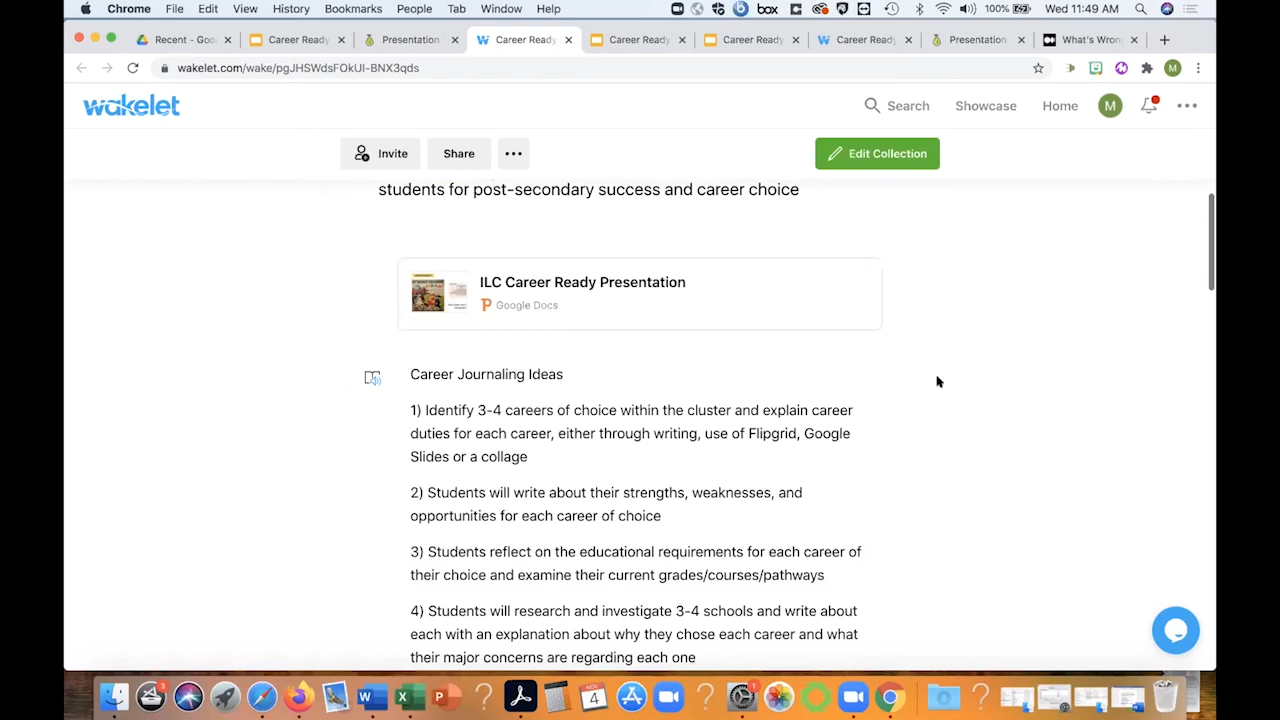 Chrome File Edit View History Bookmarks People Tab Window Help box 100% Wed 11:49 AM
Recent - Goo Career Ready Presentation Career Ready Career Ready Career Ready Career Ready Presentation What's Wron
wakelet.com/wake/pgJHSWdsFOkUl-BNX3qds M
wakelet Search Showcase Home M
Invite Share Edit Collection
students for post-secondary success and career choice
ILC Career Ready Presentation
Google Docs
Career Journaling Ideas
1) Identify 3-4 careers of choice within the cluster and explain career
duties for each career, either through writing, use of Flipgrid, Google
Slides or a collage
2) Students will write about their strengths, weaknesses, and
opportunities for each career of choice
3) Students reflect on the educational requirements for each career of
their choice and examine their current grades/courses/pathways
4) Students will research and investigate 3-4 schools and write about
each with an explanation about why they chose each career and what
their major concerns are regarding each one
NOV
4